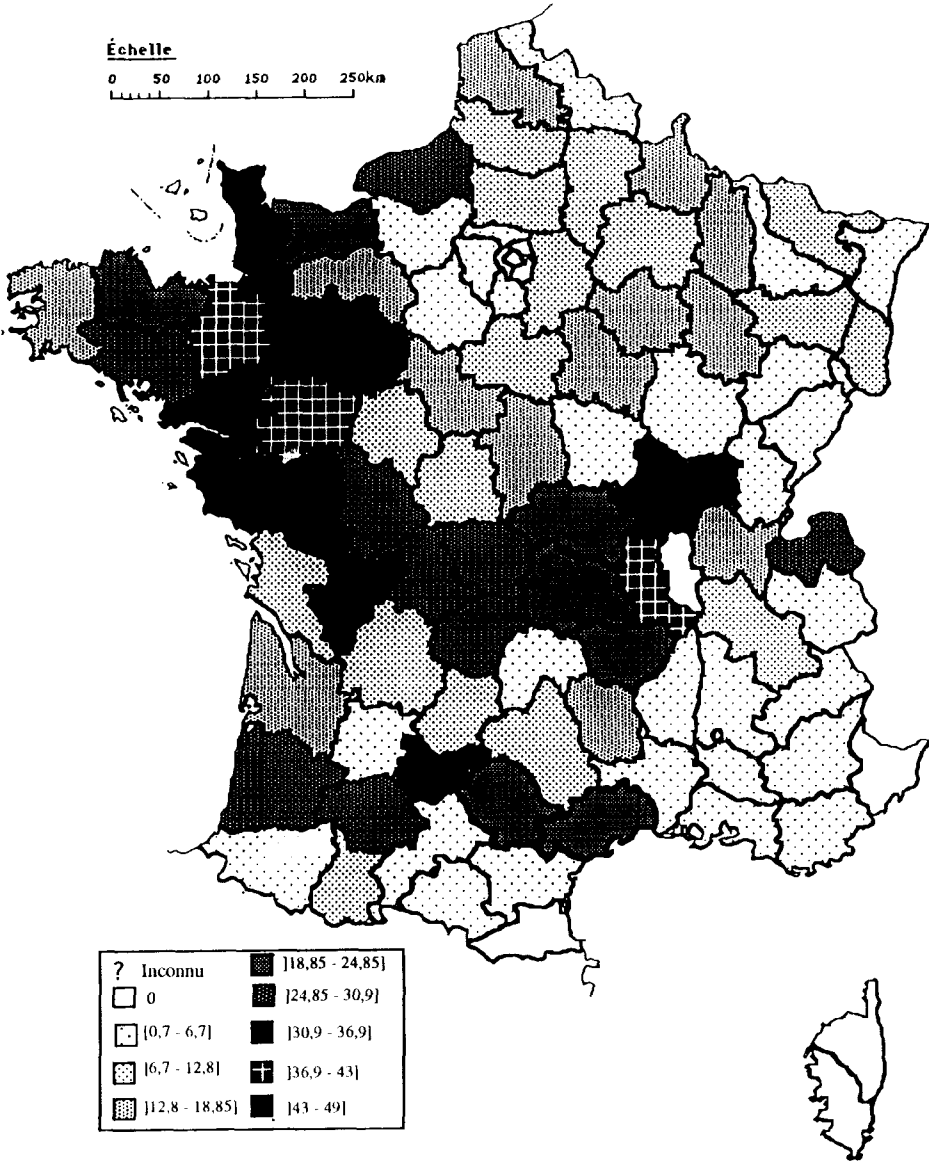 Échelle
0 50 100 150 200 250km
? Inconnu
0
[0,7 - 6,7]
]6,7 - 12,8]
]12,8 - 18,85]
]18,85 - 24,85]
]24,85 - 30,9]
]30,9 - 36,9]
]36,9 - 43]
]43 - 49]